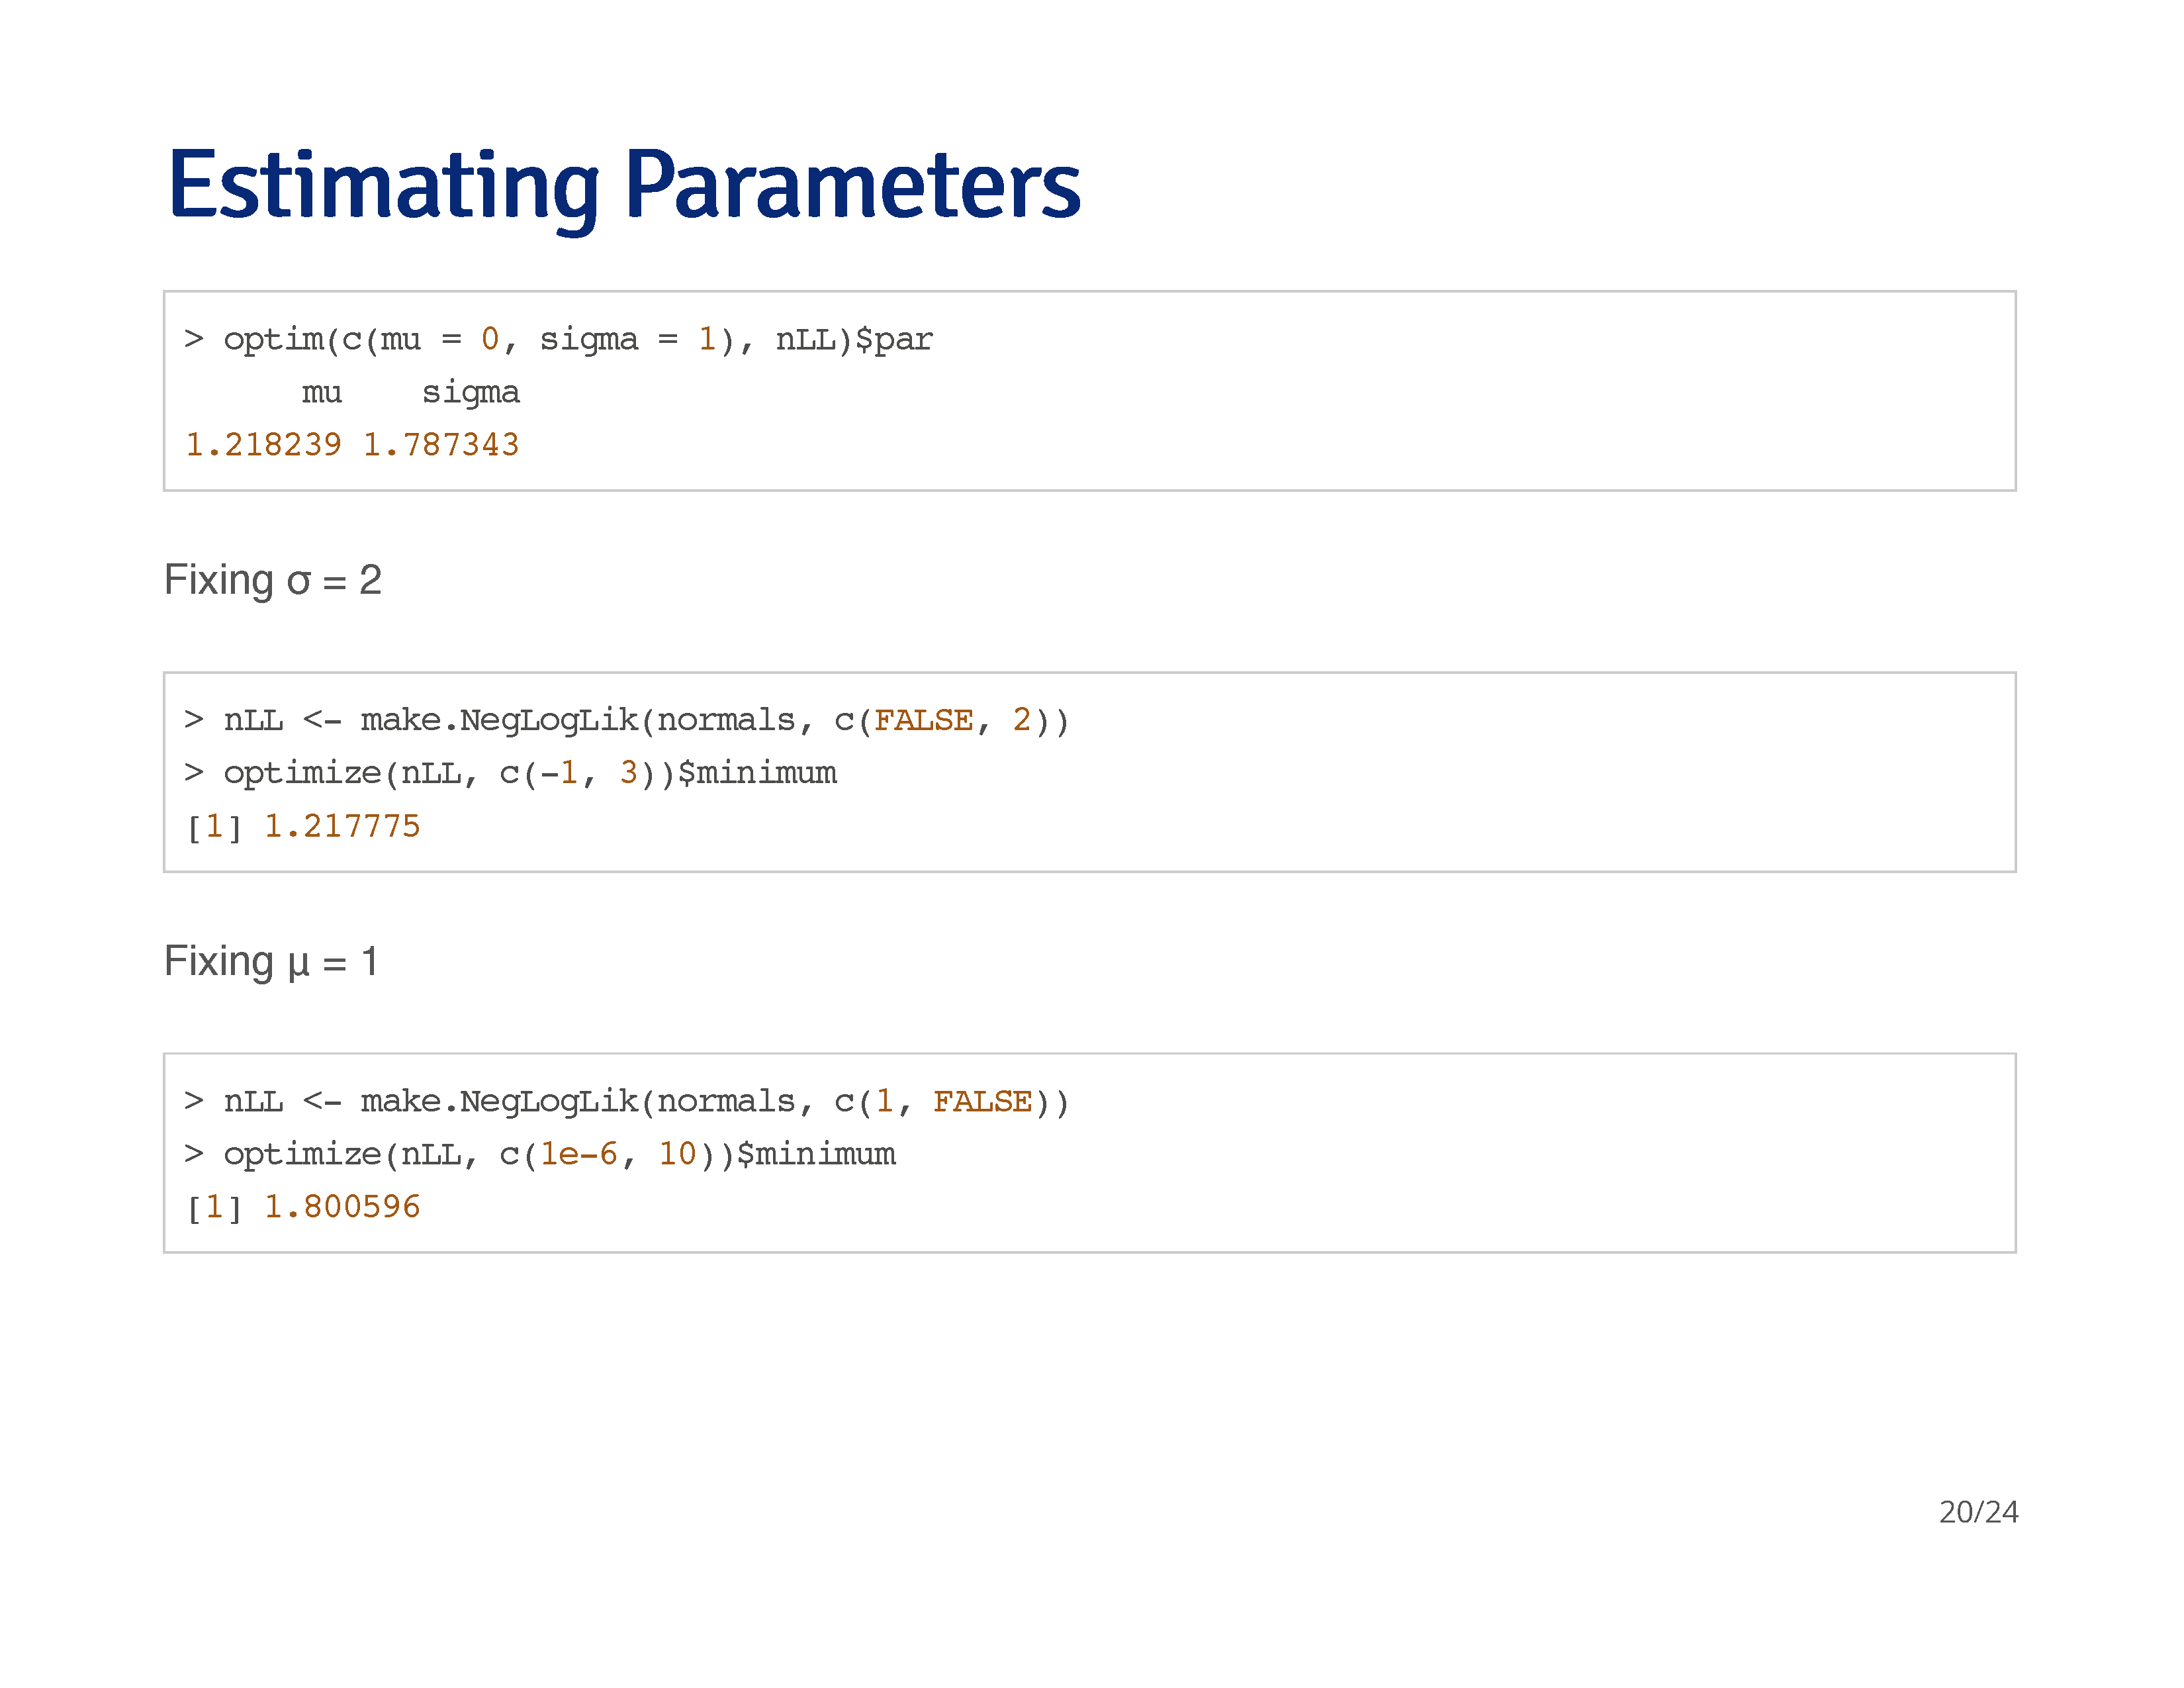 Estimating Parameters
> optim(c(mu = 0, sigma = 1), nLL)$par
      mu    sigma
1.218239 1.787343
Fixing σ = 2
> nLL <- make.NegLogLik(normals, c(FALSE, 2))
> optimize(nLL, c(-1, 3))$minimum
[1] 1.217775
Fixing μ = 1
> nLL <- make.NegLogLik(normals, c(1, FALSE))
> optimize(nLL, c(1e-6, 10))$minimum
[1] 1.800596
20/24